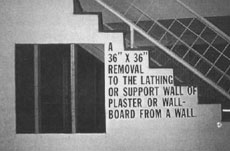 A
36" X 36"
REMOVAL
TO THE LATHING
OR SUPPORT WALL OF
PLASTER OR WALL-
BOARD FROM A WALL.